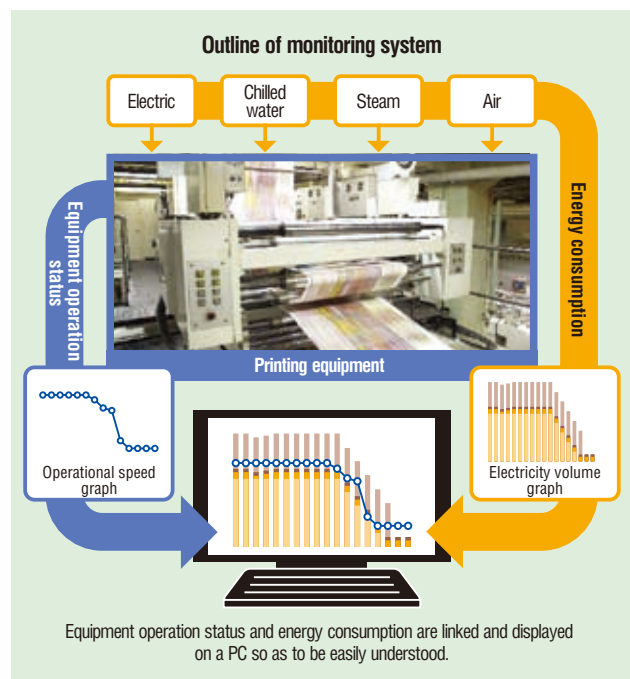 Outline of monitoring system
Electric
Chilled
water
Steam
Air
Equipment operation
status
Energy consumption
Printing equipment
Operational speed
graph
Electricity volume
graph
Equipment operation status and energy consumption are linked and displayed
on a PC so as to be easily understood.